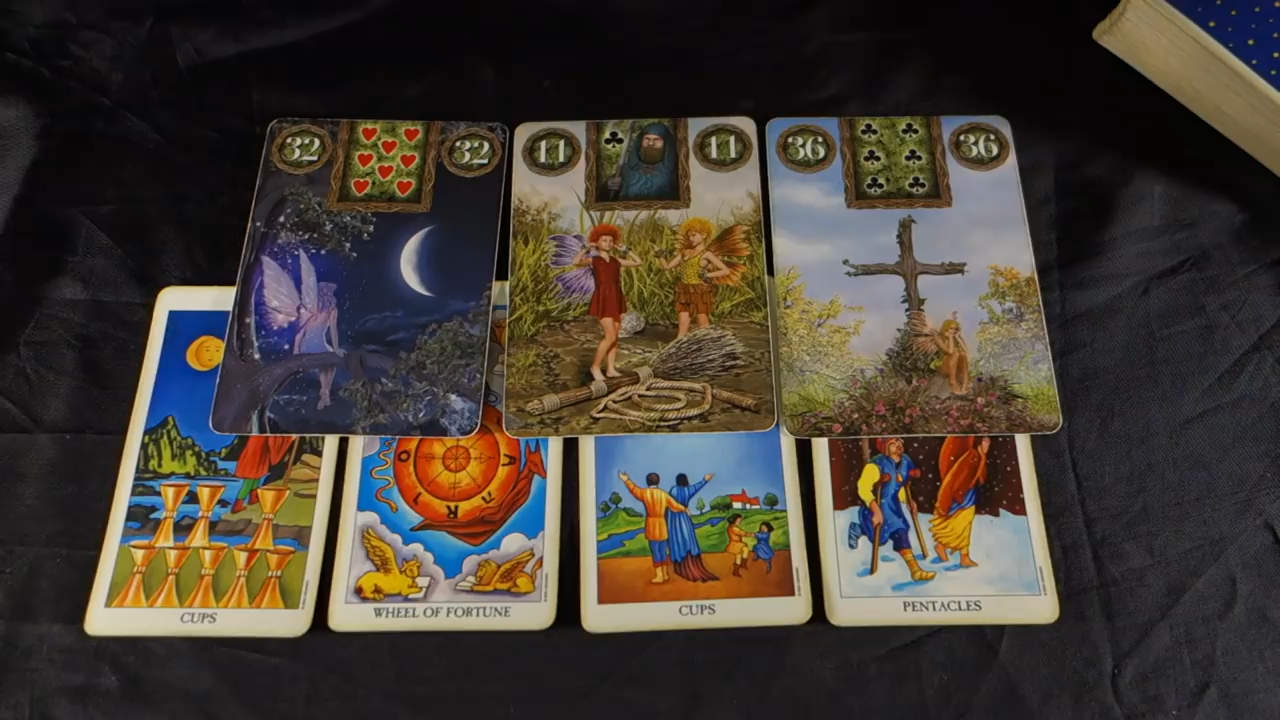 32 32
11 11
36 36
A
O
R
CUPS
WHEEL OF FORTUNE
CUPS
PENTACLES